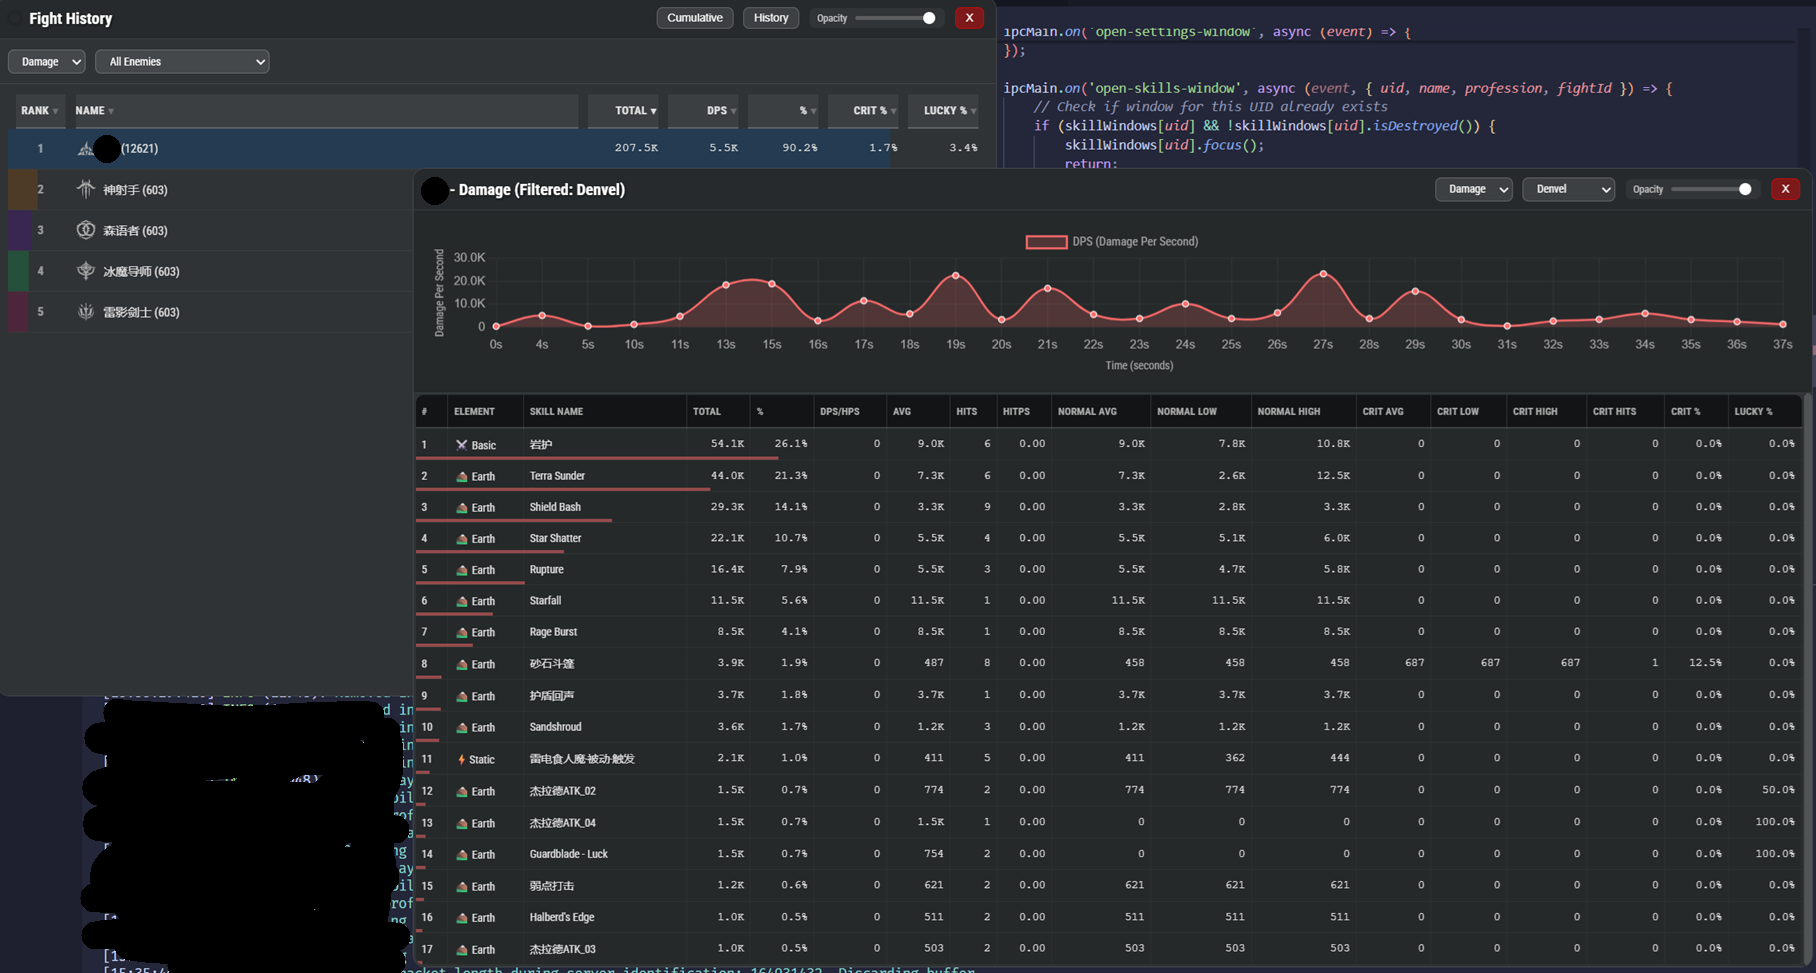 Fight History
Cumulative History Opacity X
Damage All Enemies
RANK NAME TOTAL DPS % CRIT % LUCKY %
1 (12621) 207.5K 5.5K 90.2% 1.7% 3.4%
2 神射手 (603)
3 森语者 (603)
4 冰魔导师 (603)
5 雷影剑士 (603)
ipcMain.on('open-settings-window', async (event) => {
});
ipcMain.on('open-skills-window', async (event, { uid, name, profession, fightId }) => {
// Check if window for this UID already exists
if (skillWindows[uid] && !skillWindows[uid].isDestroyed()) {
skillWindows[uid].focus();
return;
- Damage (Filtered: Denvel) Damage Denvel Opacity X
DPS (Damage Per Second)
Damage Per Second
30.0K
20.0K
10.0K
0
0s 4s 5s 10s 11s 13s 15s 16s 17s 18s 19s 20s 21s 22s 23s 24s 25s 26s 27s 28s 29s 30s 31s 32s 33s 34s 35s 36s 37s
Time (seconds)
# ELEMENT SKILL NAME TOTAL % DPS/HPS AVG HITS HITPS NORMAL AVG NORMAL LOW NORMAL HIGH CRIT AVG CRIT LOW CRIT HIGH CRIT HITS CRIT % LUCKY %
1 Basic 岩护 54.1K 26.1% 0 9.0K 6 0.00 9.0K 7.8K 10.8K 0 0 0 0 0.0% 0.0%
2 Earth Terra Sunder 44.0K 21.3% 0 7.3K 6 0.00 7.3K 2.6K 12.5K 0 0 0 0 0.0% 0.0%
3 Earth Shield Bash 29.3K 14.1% 0 3.3K 9 0.00 3.3K 2.8K 3.3K 0 0 0 0 0.0% 0.0%
4 Earth Star Shatter 22.1K 10.7% 0 5.5K 4 0.00 5.5K 5.1K 6.0K 0 0 0 0 0.0% 0.0%
5 Earth Rupture 16.4K 7.9% 0 5.5K 3 0.00 5.5K 4.7K 5.8K 0 0 0 0 0.0% 0.0%
6 Earth Starfall 11.5K 5.6% 0 11.5K 1 0.00 11.5K 11.5K 11.5K 0 0 0 0 0.0% 0.0%
7 Earth Rage Burst 8.5K 4.1% 0 8.5K 1 0.00 8.5K 8.5K 8.5K 0 0 0 0 0.0% 0.0%
8 Earth 砂石斗篷 3.9K 1.9% 0 487 8 0.00 458 458 458 687 687 687 1 12.5% 0.0%
9 Earth 护盾回声 3.7K 1.8% 0 3.7K 1 0.00 3.7K 3.7K 3.7K 0 0 0 0 0.0% 0.0%
10 Earth Sandshroud 3.6K 1.7% 0 1.2K 3 0.00 1.2K 1.2K 1.2K 0 0 0 0 0.0% 0.0%
11 Static 雷电食人魔·被动·触发 2.1K 1.0% 0 411 5 0.00 411 362 444 0 0 0 0 0.0% 0.0%
12 Earth 杰拉德ATK_02 1.5K 0.7% 0 774 2 0.00 774 774 774 0 0 0 0 0.0% 50.0%
13 Earth 杰拉德ATK_04 1.5K 0.7% 0 1.5K 1 0.00 0 0 0 0 0 0 0 0.0% 100.0%
14 Earth Guardblade - Luck 1.5K 0.7% 0 754 2 0.00 0 0 0 0 0 0 0 0.0% 100.0%
15 Earth 弱点打击 1.2K 0.6% 0 621 2 0.00 621 621 621 0 0 0 0 0.0% 0.0%
16 Earth Halberd's Edge 1.0K 0.5% 0 511 2 0.00 511 511 511 0 0 0 0 0.0% 0.0%
17 Earth 杰拉德ATK_03 1.0K 0.5% 0 503 2 0.00 503 503 503 0 0 0 0 0.0% 0.0%
length during server identification: 164931432. Discarding buffer